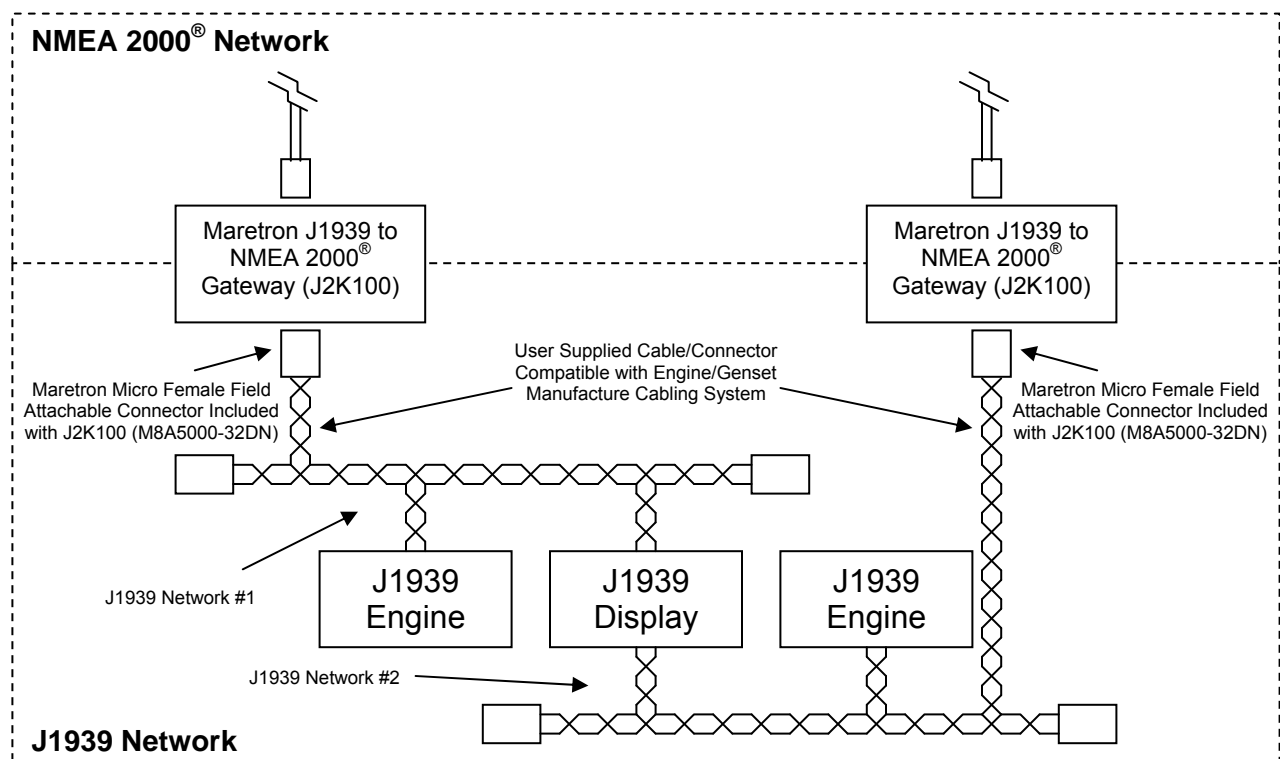 NMEA 2000® Network
Maretron J1939 to
NMEA 2000®
Gateway (J2K100)
Maretron J1939 to
NMEA 2000®
Gateway (J2K100)
Maretron Micro Female Field
Attachable Connector Included
with J2K100 (M8A5000-32DN)
User Supplied Cable/Connector
Compatible with Engine/Genset
Manufacture Cabling System
Maretron Micro Female Field
Attachable Connector Included
with J2K100 (M8A5000-32DN)
J1939 Network #1
J1939
Engine
J1939
Display
J1939
Engine
J1939 Network #2
J1939 Network